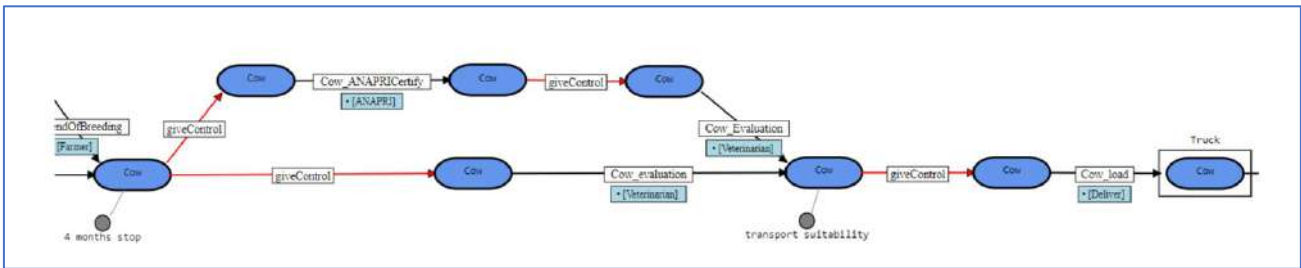 Cow
Cow_ANAPRICertify
• [ANAPRI]
Cow
giveControl
Cow
endOfBreeding
[Farmer]
giveControl
Cow_Evaluation
• [Veterinarian]
Truck
Cow
giveControl
Cow
Cow_evaluation
• [Veterinarian]
Cow
giveControl
Cow
Cow_load
• [Deliver]
Cow
4 months stop
transport suitability